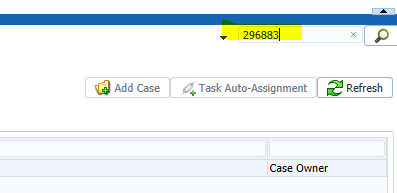 296883
Add Case Task Auto-Assignment Refresh
Case Owner